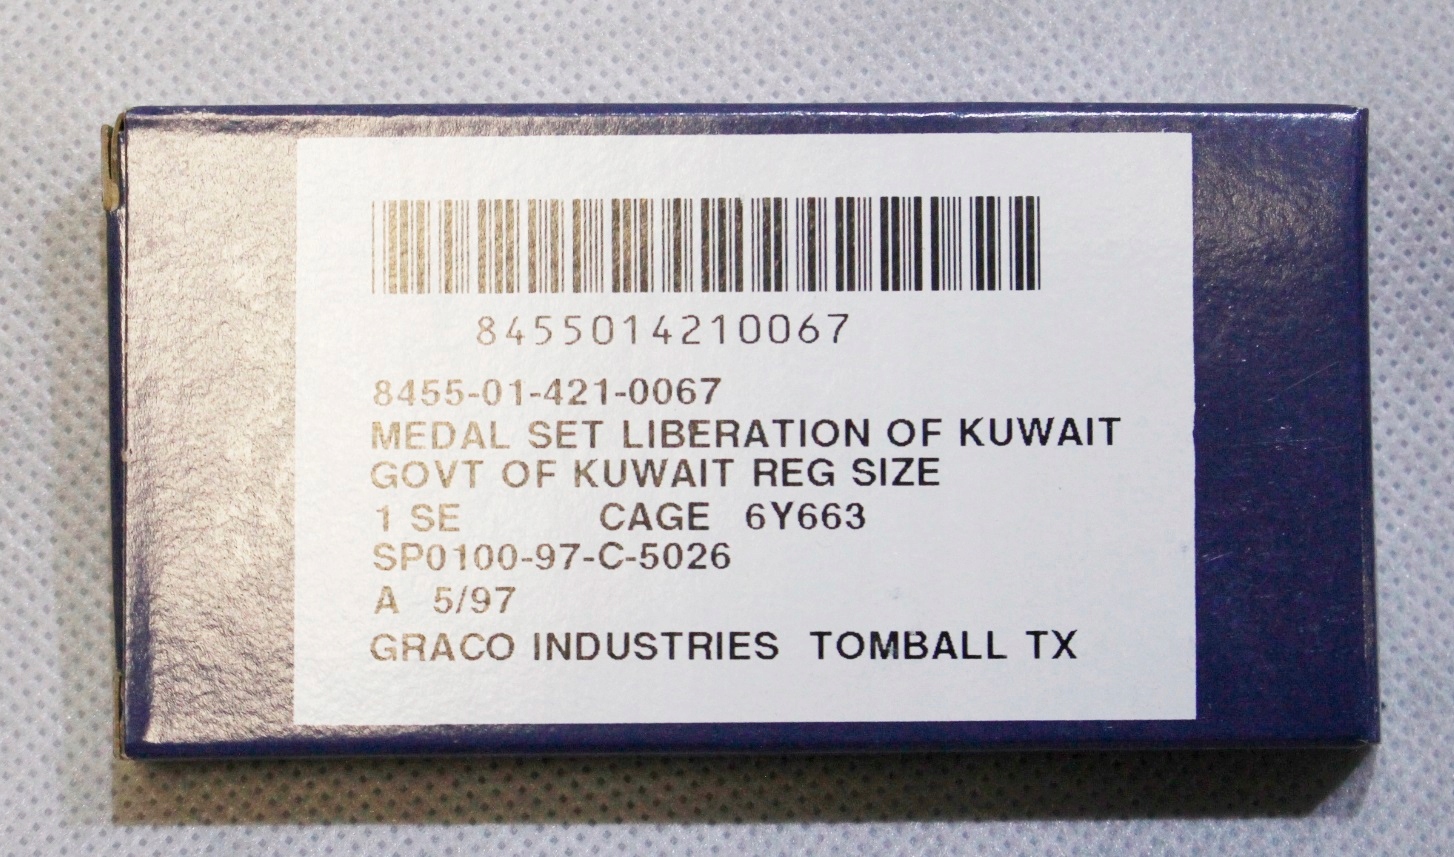 8455014210067
8455-01-421-0067
MEDAL SET LIBERATION OF KUWAIT
GOVT OF KUWAIT REG SIZE
1 SE CAGE 6Y663
SP0100-97-C-5026
A 5/97
GRACO INDUSTRIES TOMBALL TX